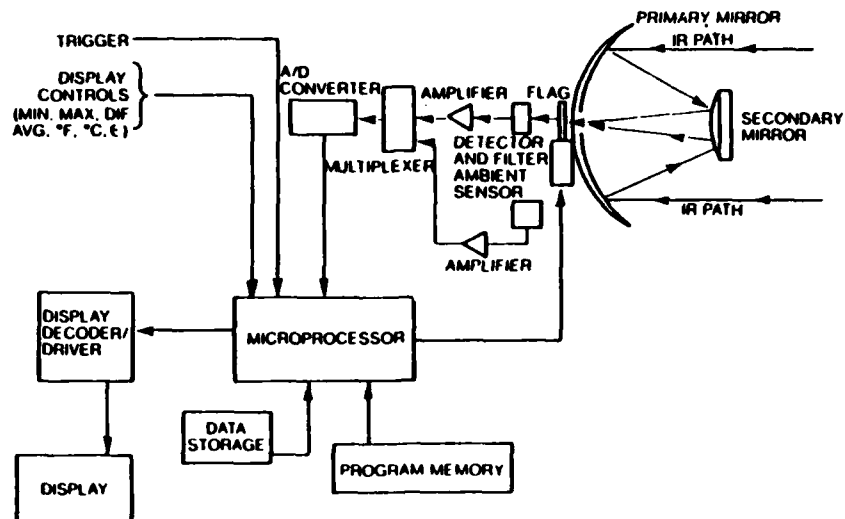 PRIMARY MIRROR
IR PATH
TRIGGER
DISPLAY
CONTROLS
(MIN. MAX, DIF
AVG, °F, °C, ϵ)
A/D
CONVERTER
AMPLIFIER
FLAG
SECONDARY
MIRROR
MULTIPLEXER
DETECTOR
AND FILTER
AMBIENT
SENSOR
IR PATH
AMPLIFIER
DISPLAY
DECODER/
DRIVER
MICROPROCESSOR
DATA
STORAGE
PROGRAM MEMORY
DISPLAY